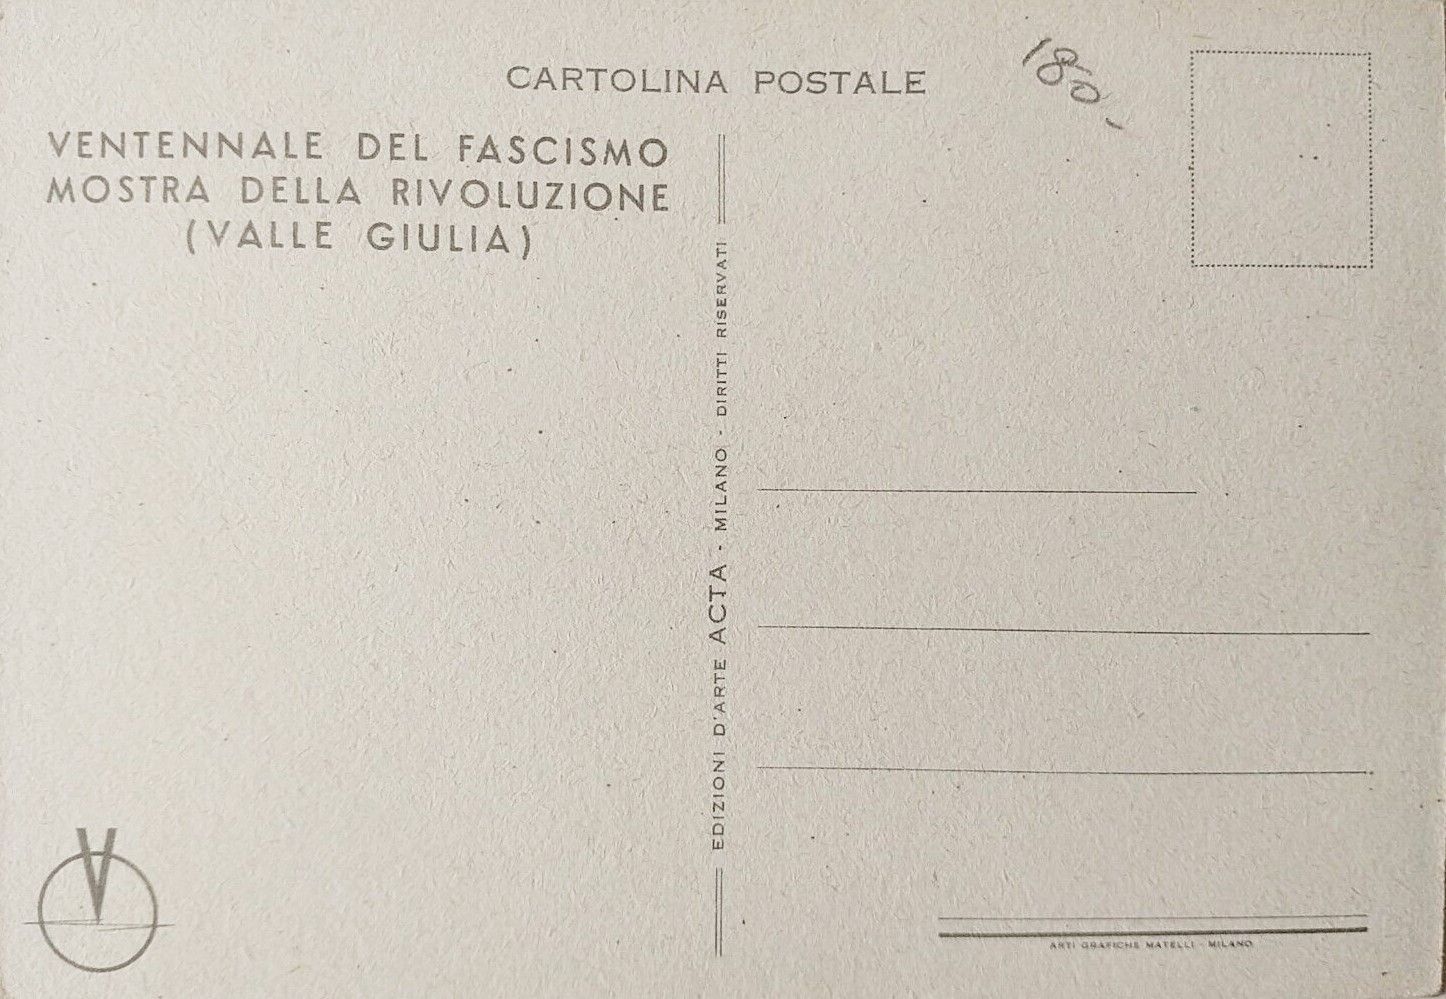 CARTOLINA POSTALE
180,-
VENTENNALE DEL FASCISMO
MOSTRA DELLA RIVOLUZIONE
(VALLE GIULIA)
EDIZIONI D'ARTE ACTA - MILANO - DIRITTI RISERVATI
V
ARTI GRAFICHE MATELLI - MILANO